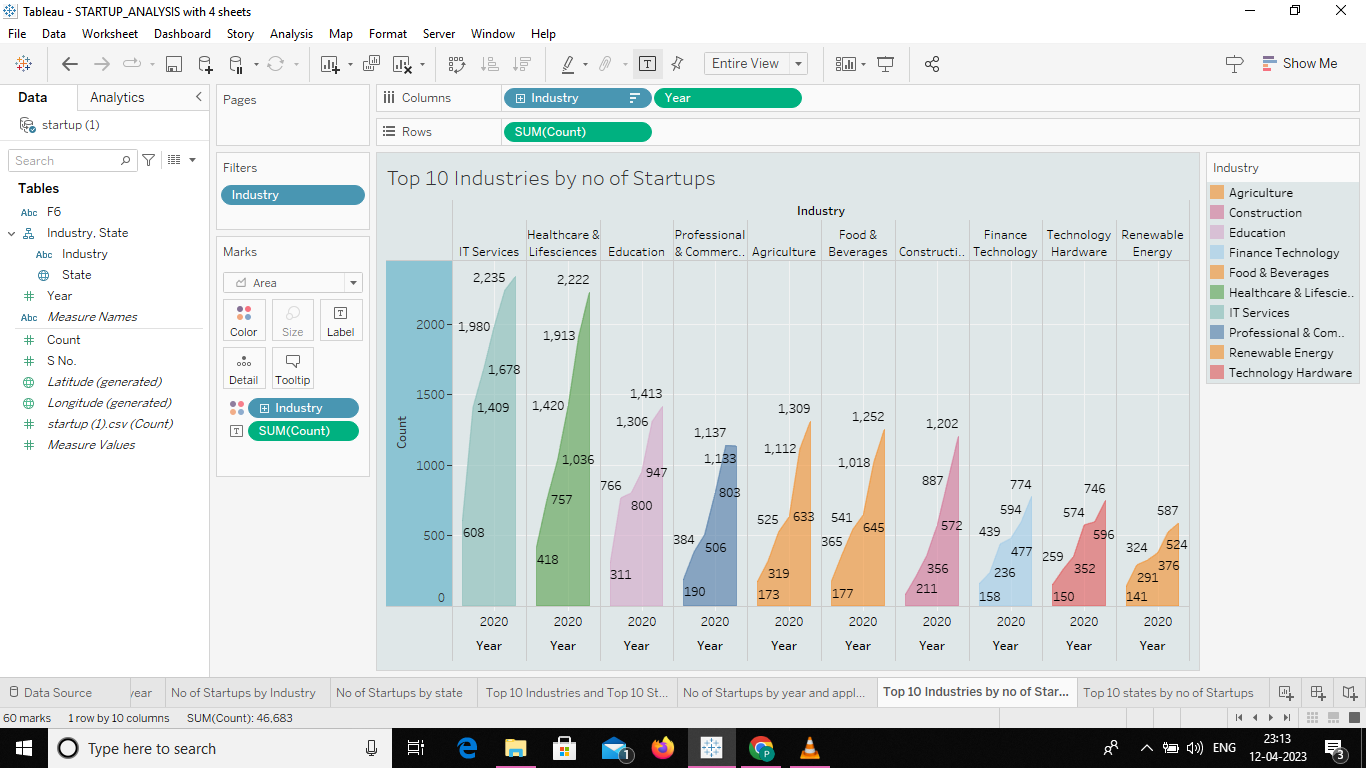 Tableau - STARTUP_ANALYSIS with 4 sheets
File Data Worksheet Dashboard Story Analysis Map Format Server Window Help
Entire View
Show Me
Data Analytics
startup (1)
Search
Tables
Abc F6
Industry, State
Abc Industry
State
Year
Abc Measure Names
Count
S No.
Latitude (generated)
Longitude (generated)
startup (1).csv (Count)
Measure Values
Pages
Filters
Industry
Marks
Area
Color Size Label
Detail Tooltip
Industry
SUM(Count)
Columns Industry Year
Rows SUM(Count)
Top 10 Industries by no of Startups
Industry
IT Services
Healthcare &
Lifesciences
Education
Professional
& Commerc..
Agriculture
Food &
Beverages
Constructi..
Finance
Technology
Technology
Hardware
Renewable
Energy
Count
2000
1500
1000
500
0
2,235
1,980
1,678
1,409
608
2,222
1,913
1,420
1,036
757
418
1,413
1,306
947
766
800
311
1,137
1,133
803
384
506
190
1,309
1,112
525
633
319
173
1,252
1,018
541
645
365
177
1,202
887
572
356
211
774
594
439
477
236
158
746
574
596
259
352
150
587
524
324
376
291
141
2020 2020 2020 2020 2020 2020 2020 2020 2020 2020
Year Year Year Year Year Year Year Year Year Year
Industry
Agriculture
Construction
Education
Finance Technology
Food & Beverages
Healthcare & Lifescie..
IT Services
Professional & Com..
Renewable Energy
Technology Hardware
Data Source year No of Startups by Industry No of Startups by state Top 10 Industries and Top 10 St... No of Startups by year and appl... Top 10 Industries by no of Star... Top 10 states by no of Startups
60 marks 1 row by 10 columns SUM(Count): 46,683
Type here to search
1
ENG
23:13
12-04-2023
3